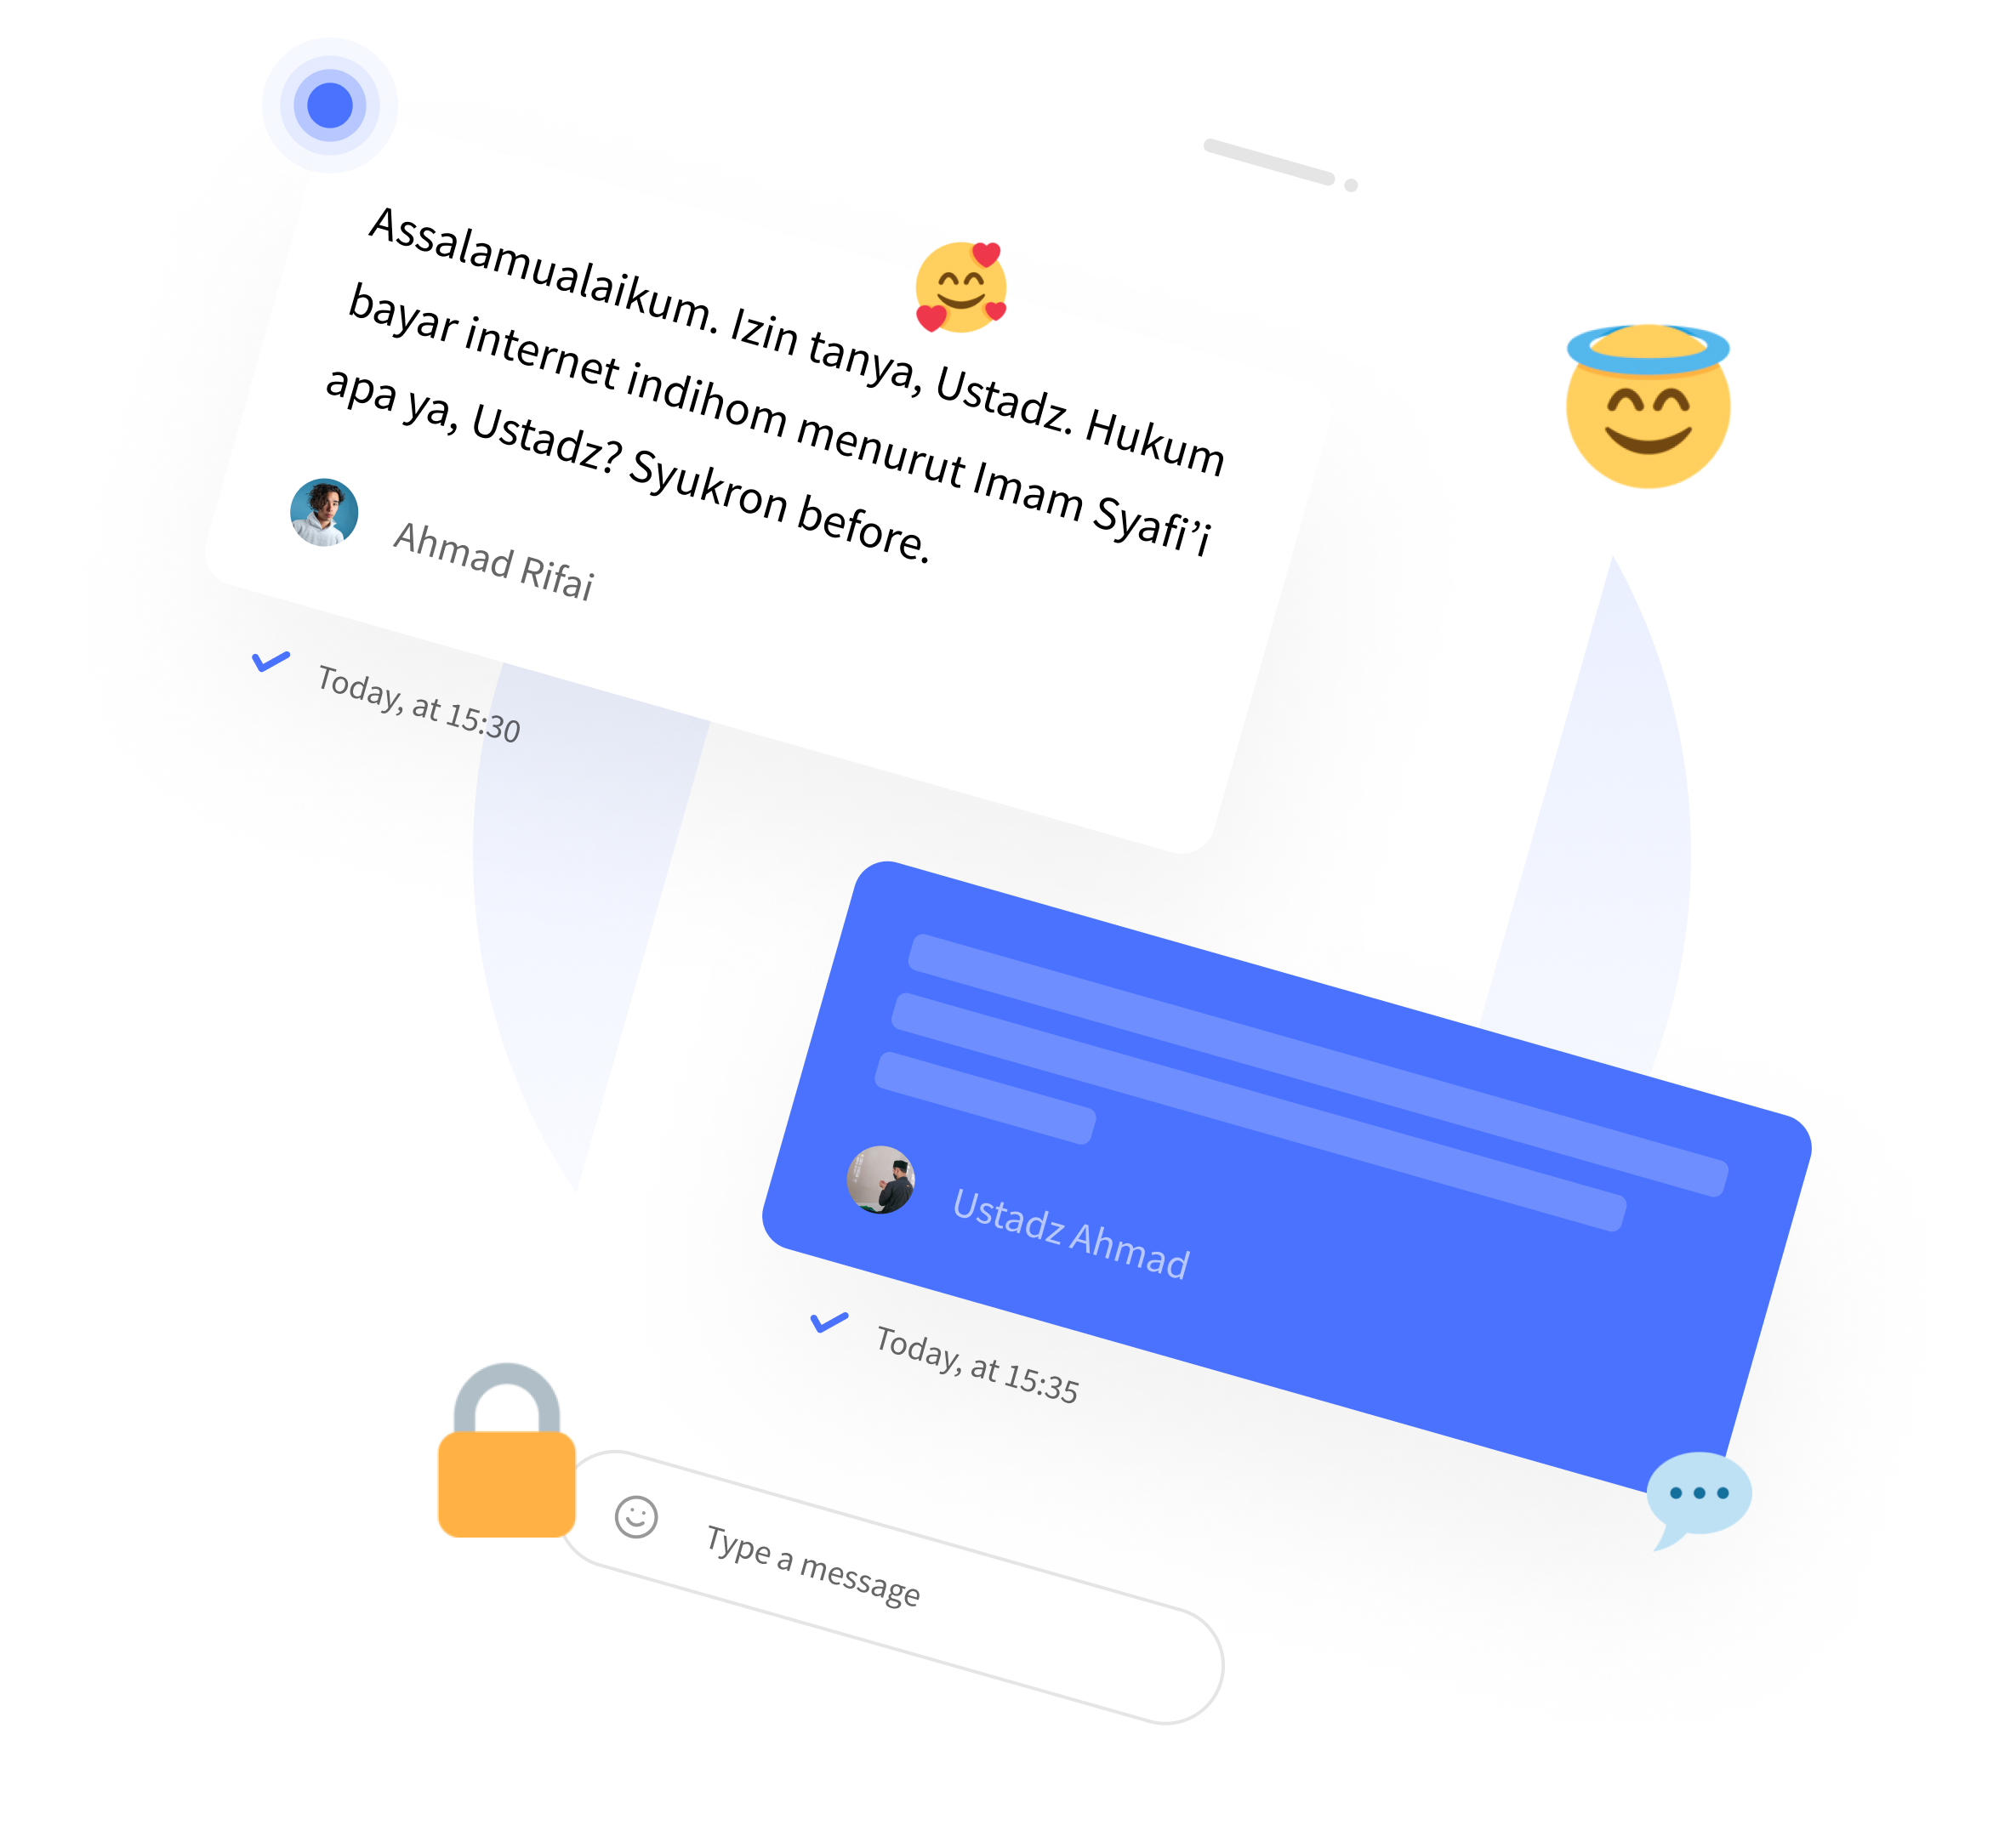 Assalamualaikum. Izin tanya, Ustadz. Hukum
bayar internet indihom menurut Imam Syafi’i
apa ya, Ustadz? Syukron before.
Ahmad Rifai
Today, at 15:30
Ustadz Ahmad
Today, at 15:35
Type a message